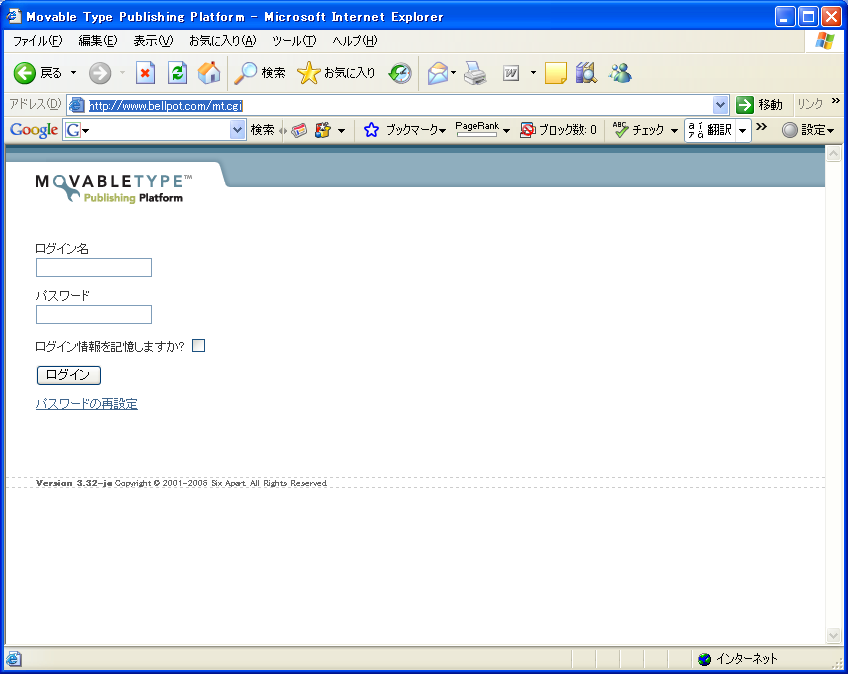 Movable Type Publishing Platform - Microsoft Internet Explorer
ファイル(F) 編集(E) 表示(V) お気に入り(A) ツール(T) ヘルプ(H)
戻る 検索 お気に入り
アドレス(D) http://www.bellpot.com/mt.cgi 移動 リンク »
Google G 検索 ブックマーク PageRank ブロック数: 0 ABC チェック 翻訳 » 設定
MOVABLETYPE™
Publishing Platform
ログイン名
パスワード
ログイン情報を記憶しますか?
ログイン
パスワードの再設定
Version 3.32-ja Copyright © 2001-2006 Six Apart. All Rights Reserved.
インターネット